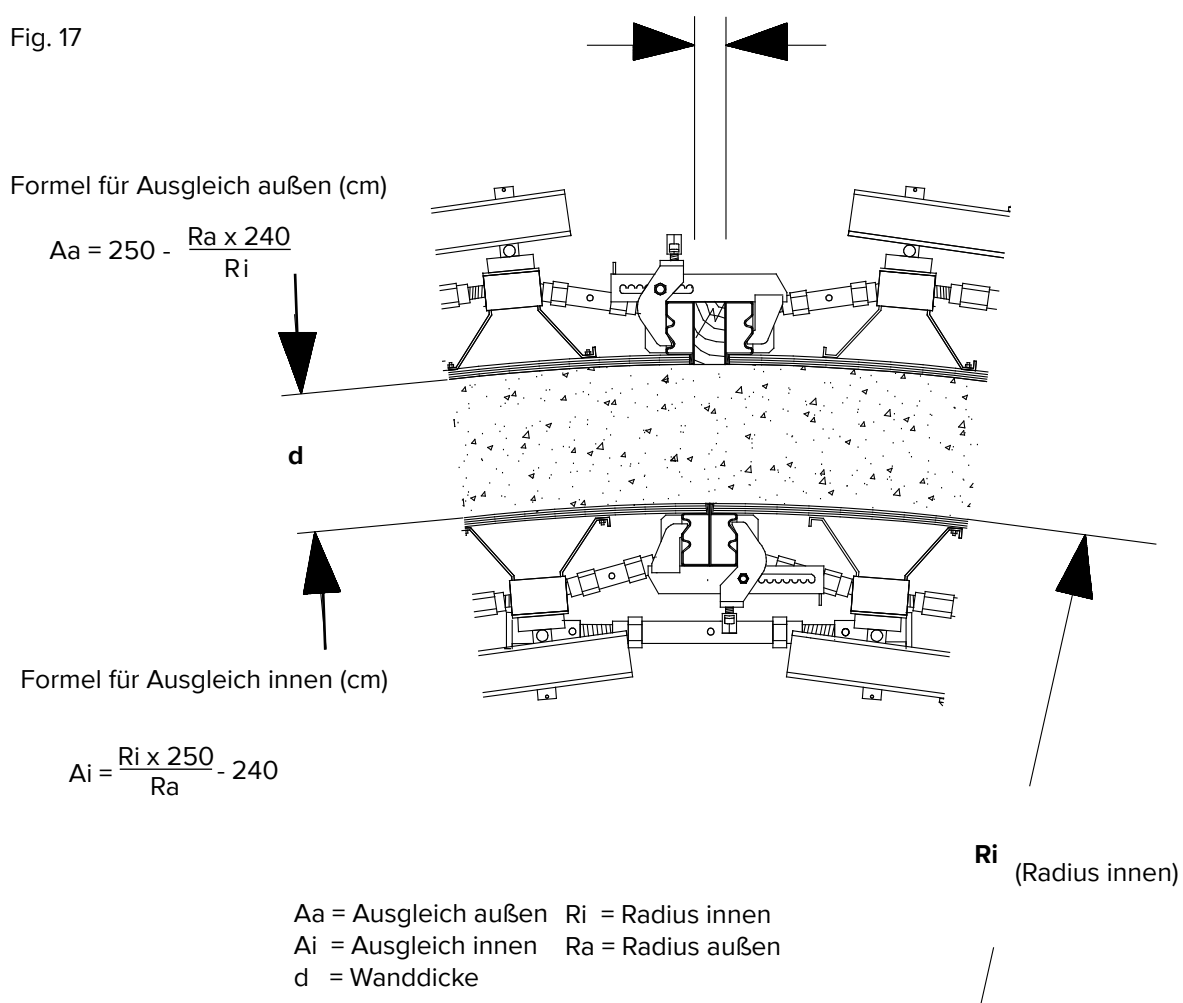 Fig. 17
Formel für Ausgleich außen (cm)
Aa = 250 - Ra x 240
Ri
d
Formel für Ausgleich innen (cm)
Ai = Ri x 250 - 240
Ra
Ri (Radius innen)
Aa = Ausgleich außen Ri = Radius innen
Ai = Ausgleich innen Ra = Radius außen
d = Wanddicke